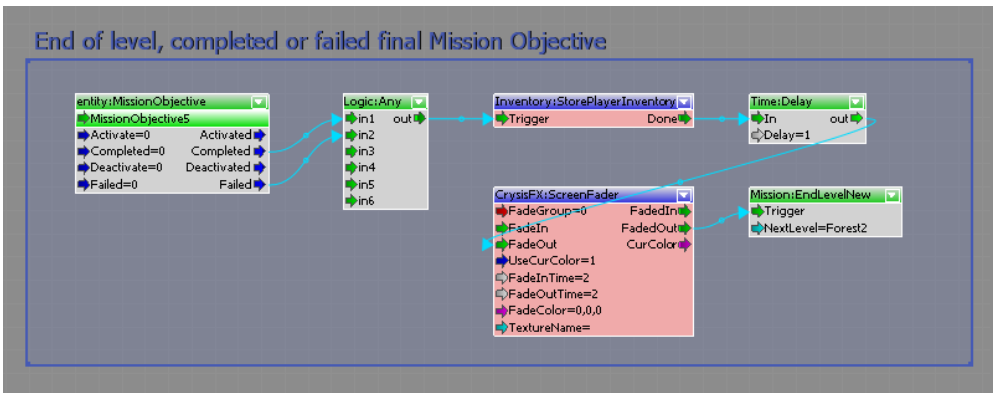 End of level, completed or failed final Mission Objective
entity:MissionObjective
MissionObjective5
Activate=0 Activated
Completed=0 Completed
Deactivate=0 Deactivated
Failed=0 Failed
Logic:Any
in1 out
in2
in3
in4
in5
in6
Inventory:StorePlayerInventory
Trigger Done
Time:Delay
In out
Delay=1
CrysisFX:ScreenFader
FadeGroup=0 FadedIn
FadeIn FadedOut
FadeOut CurColor
UseCurColor=1
FadeInTime=2
FadeOutTime=2
FadeColor=0,0,0
TextureName=
Mission:EndLevelNew
Trigger
NextLevel=Forest2